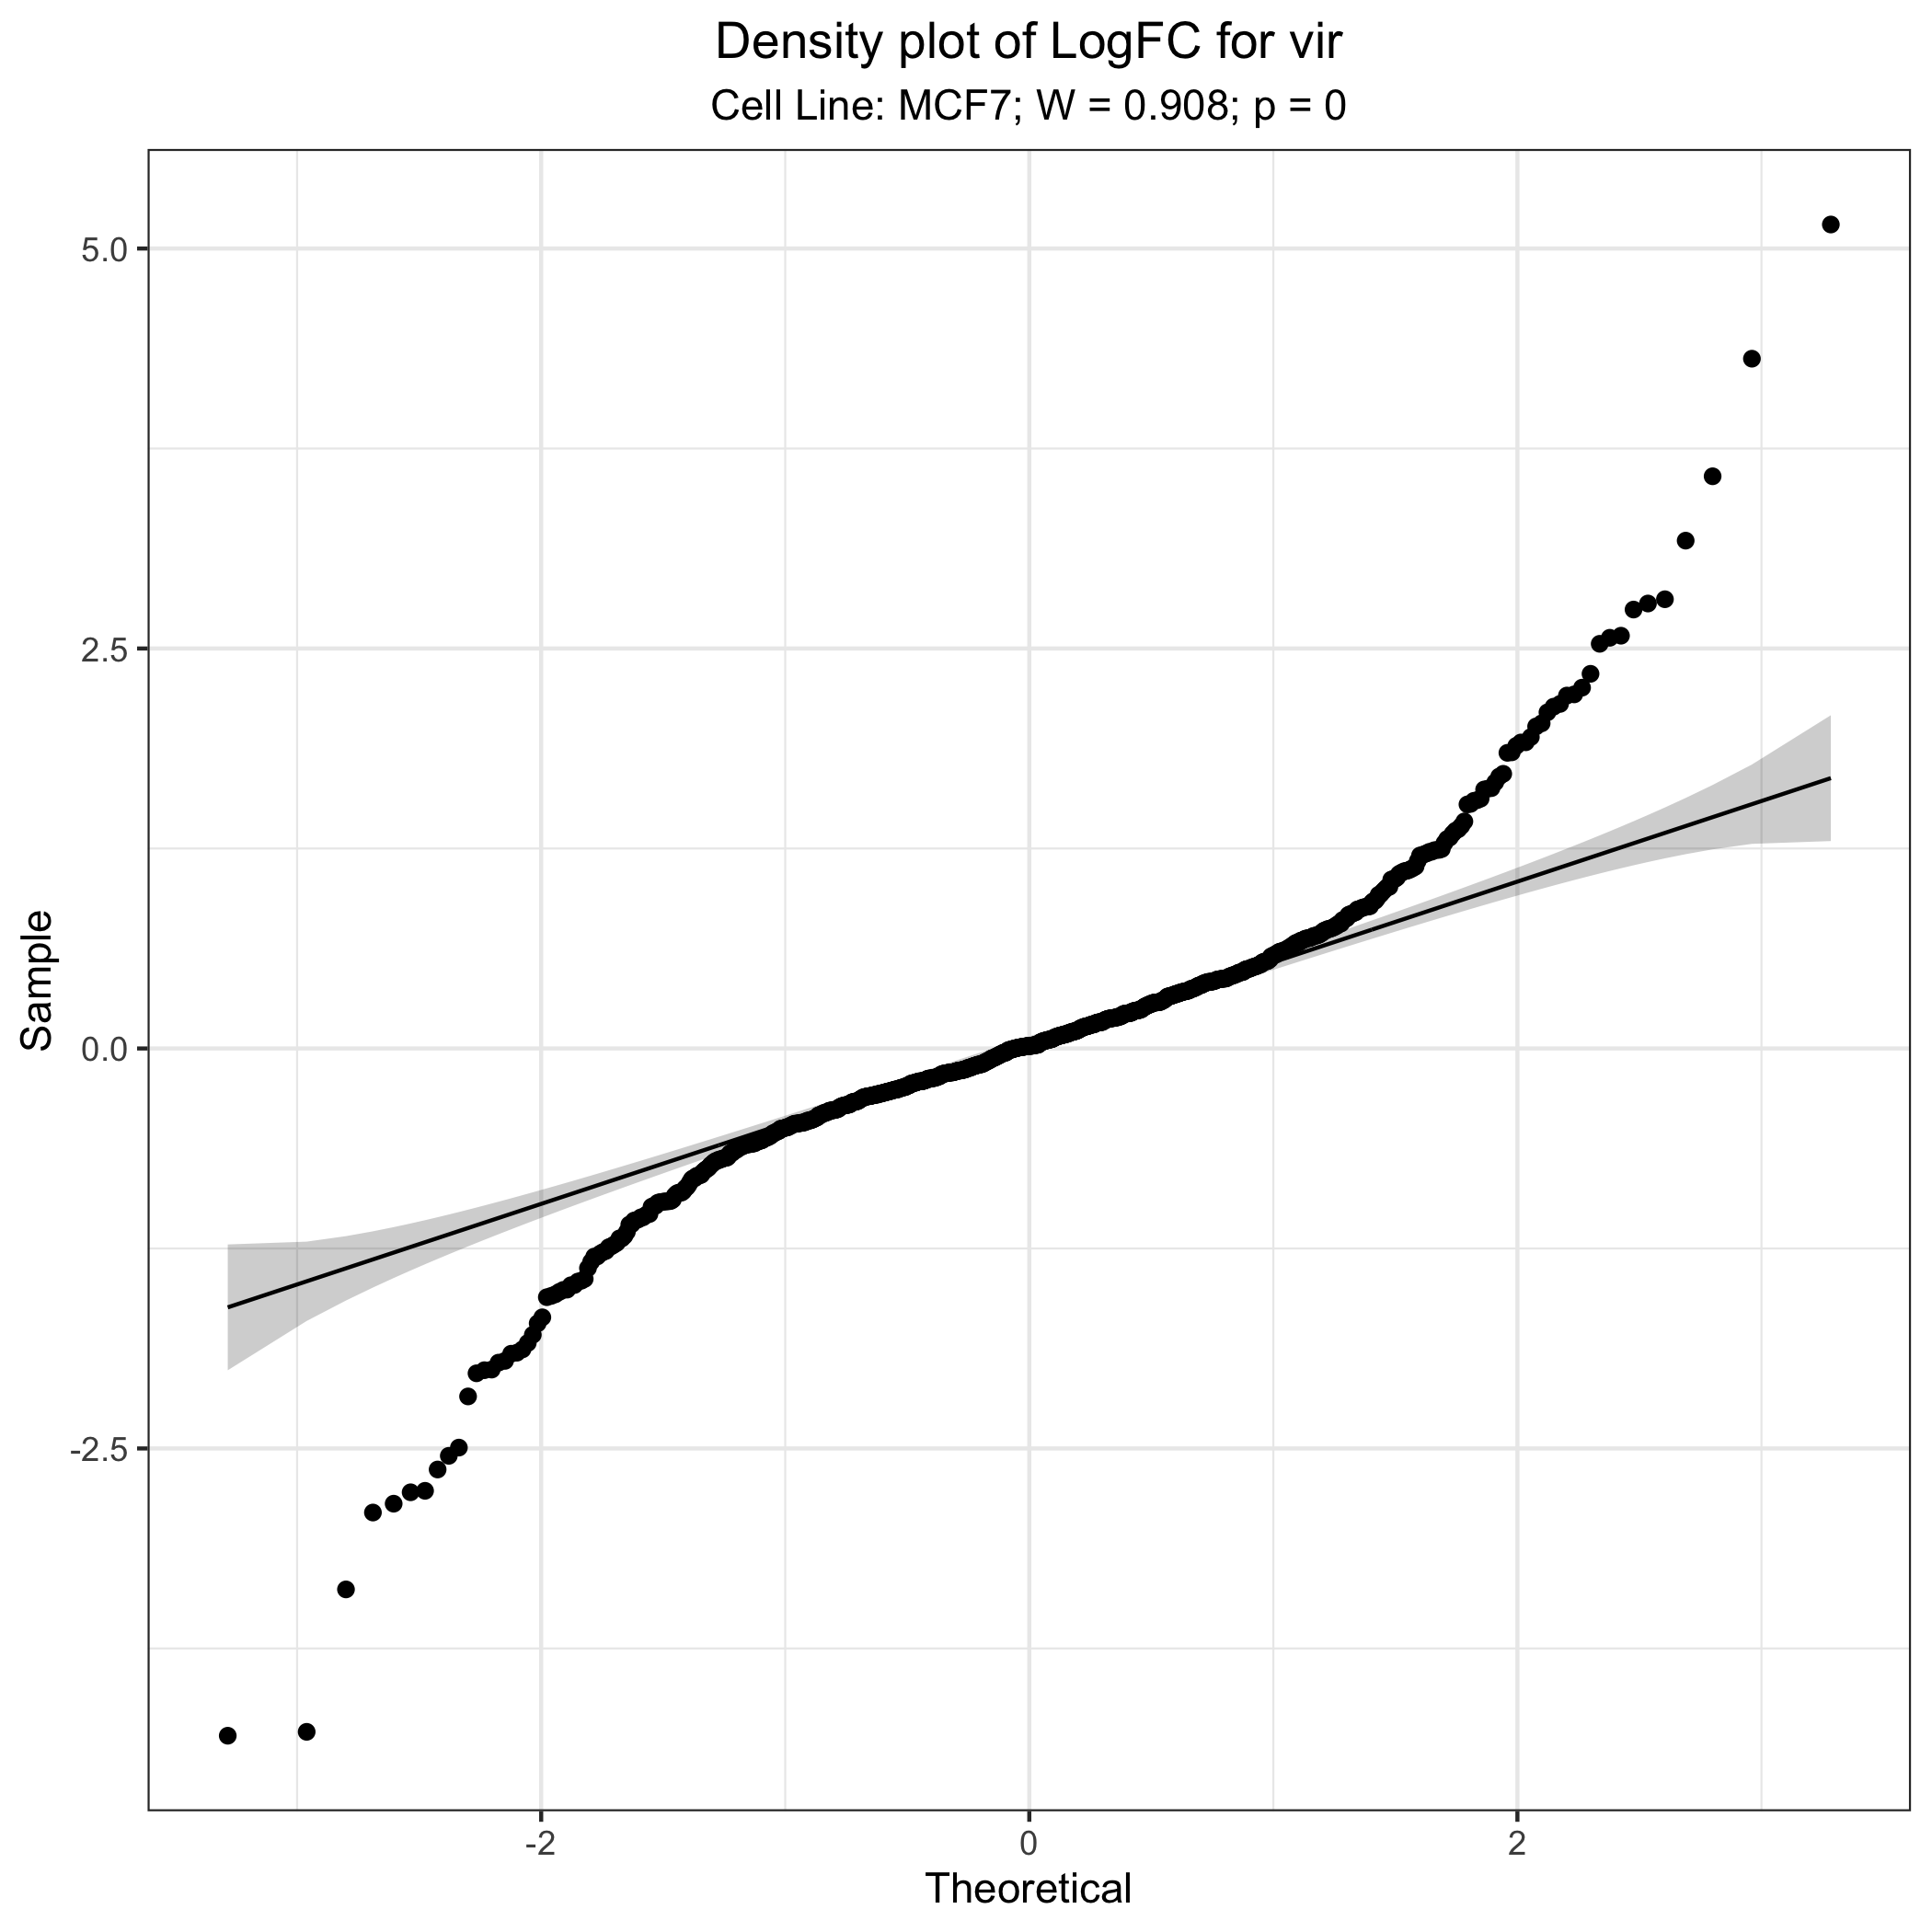 Density plot of LogFC for vir
Cell Line: MCF7; W = 0.908; p = 0
5.0
2.5
0.0
-2.5
Sample
-2
0
2
Theoretical